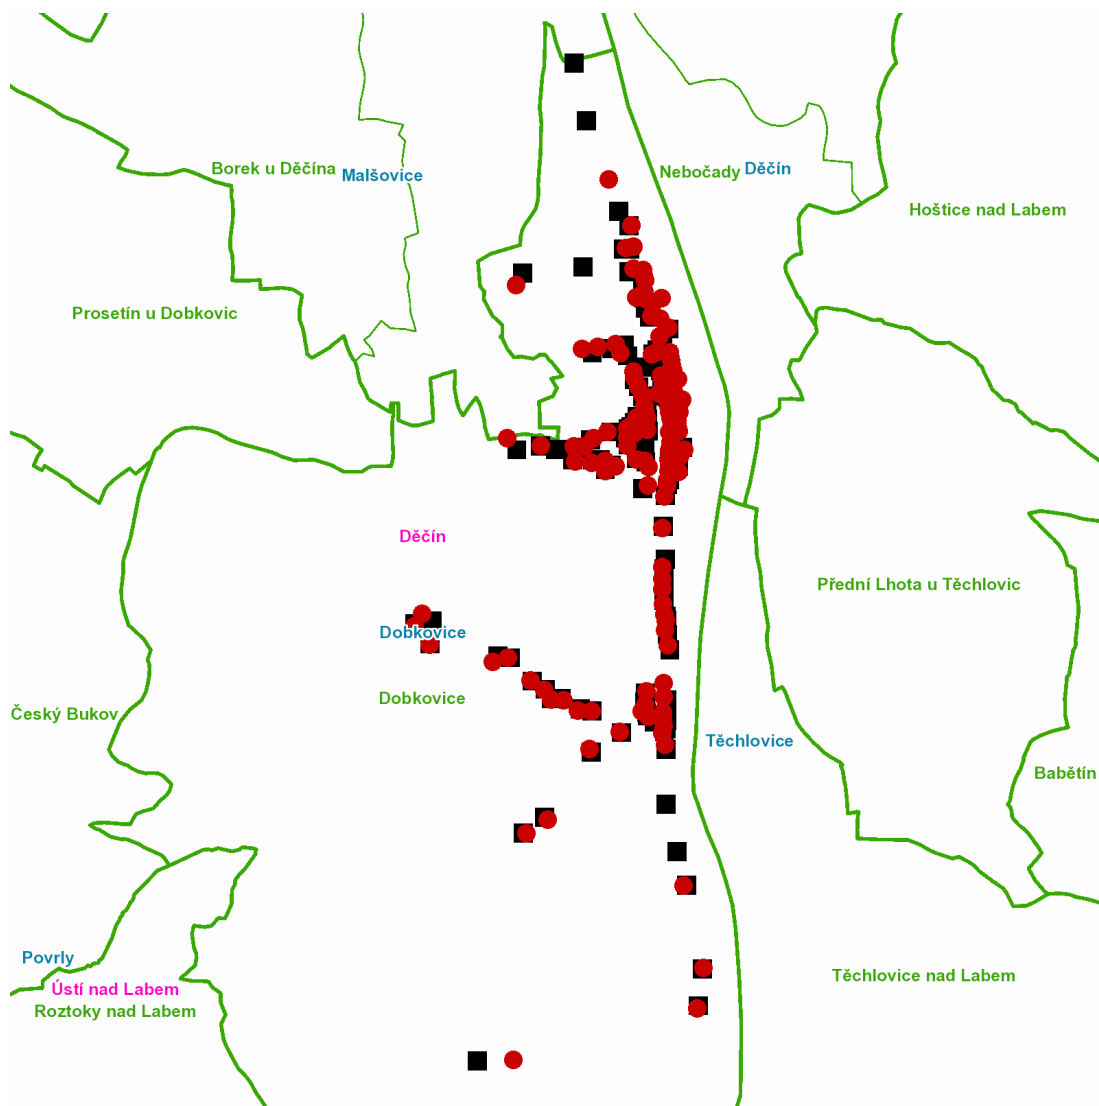 Borek u Děčína
Malšovice
Nebočady
Děčín
Hoštice nad Labem
Prosetín u Dobkovic
Děčín
Přední Lhota u Těchlovic
Dobkovice
Dobkovice
Český Bukov
Těchlovice
Babětín
Povrly
Těchlovice nad Labem
Ústí nad Labem
Roztoky nad Labem